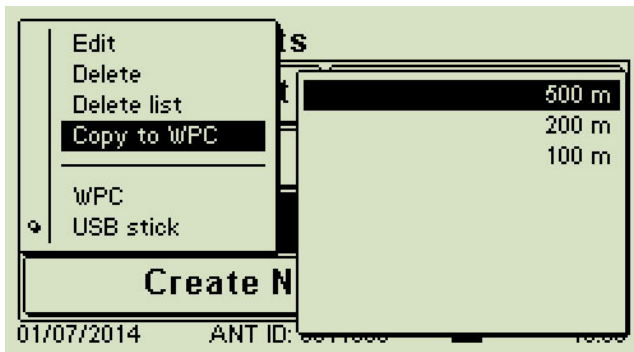 ts
Edit
Delete
Delete list
Copy to WPC
WPC
USB stick
t
500 m
200 m
100 m
Create N
01/07/2014 ANT ID: